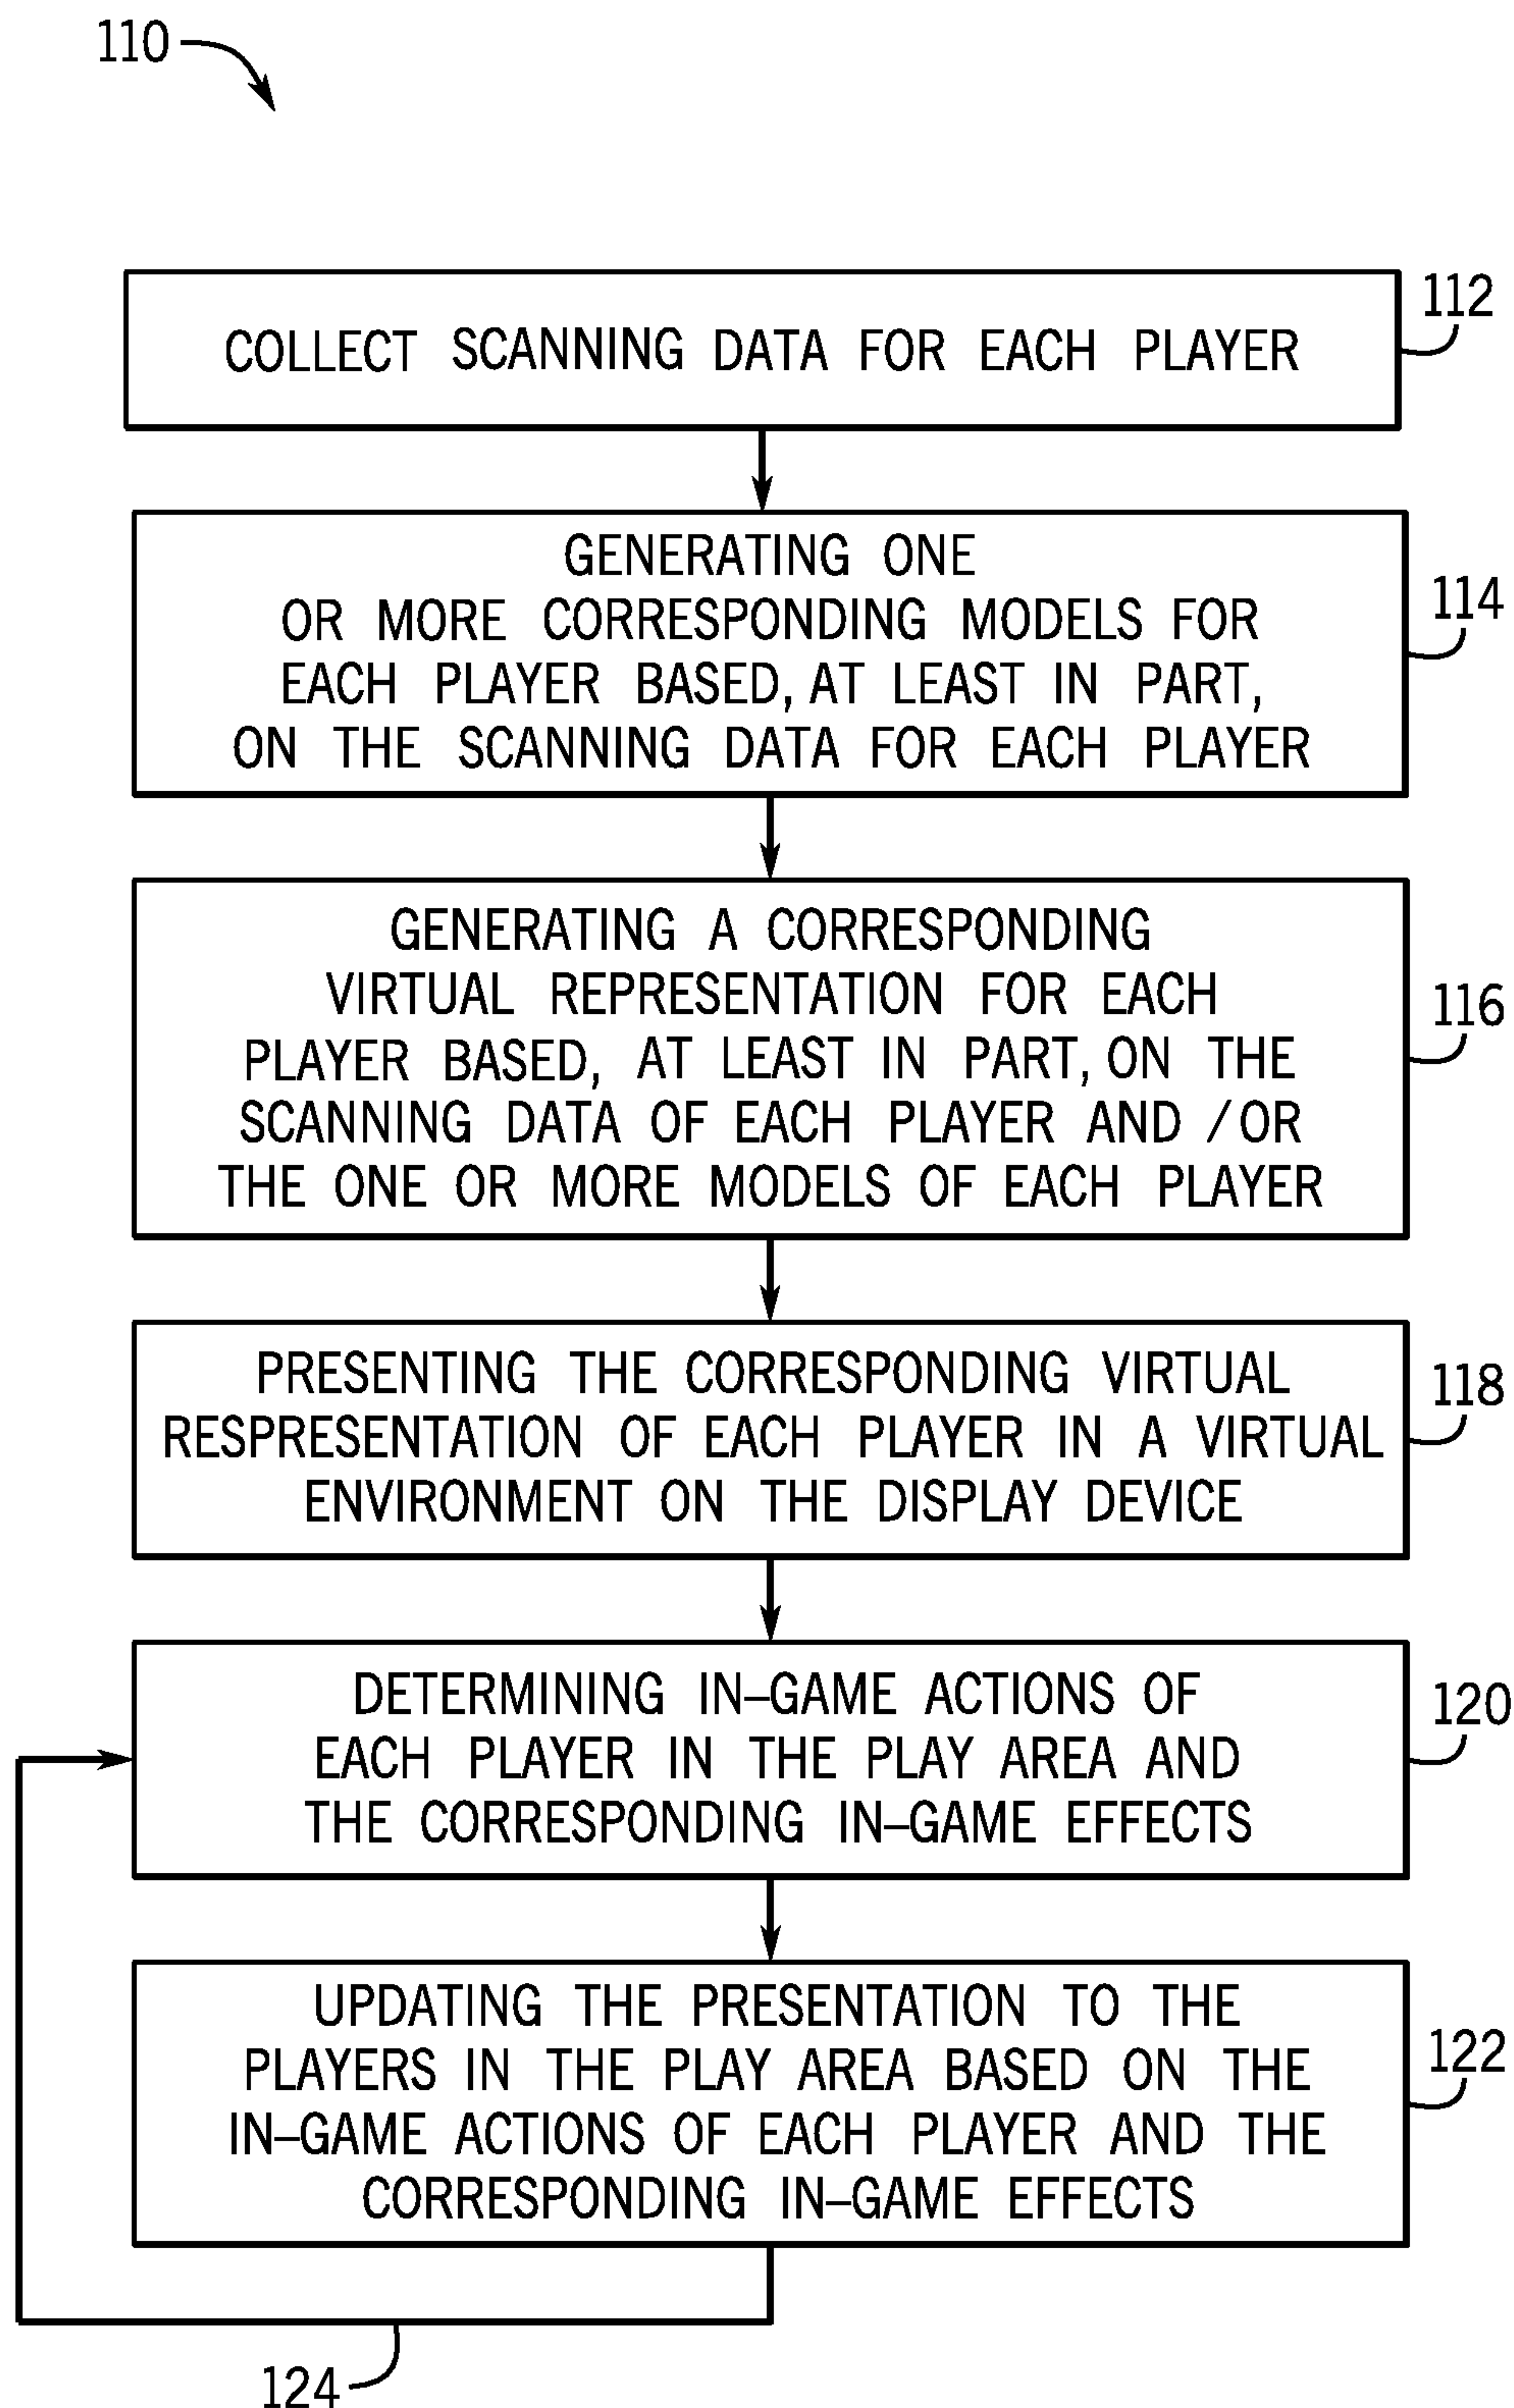 110
COLLECT SCANNING DATA FOR EACH PLAYER
112
GENERATING ONE
OR MORE CORRESPONDING MODELS FOR
EACH PLAYER BASED, AT LEAST IN PART,
ON THE SCANNING DATA FOR EACH PLAYER
114
GENERATING A CORRESPONDING
VIRTUAL REPRESENTATION FOR EACH
PLAYER BASED, AT LEAST IN PART, ON THE
SCANNING DATA OF EACH PLAYER AND /OR
THE ONE OR MORE MODELS OF EACH PLAYER
116
PRESENTING THE CORRESPONDING VIRTUAL
RESPRESENTATION OF EACH PLAYER IN A VIRTUAL
ENVIRONMENT ON THE DISPLAY DEVICE
118
DETERMINING IN–GAME ACTIONS OF
EACH PLAYER IN THE PLAY AREA AND
THE CORRESPONDING IN–GAME EFFECTS
120
UPDATING THE PRESENTATION TO THE
PLAYERS IN THE PLAY AREA BASED ON THE
IN–GAME ACTIONS OF EACH PLAYER AND THE
CORRESPONDING IN–GAME EFFECTS
122
124